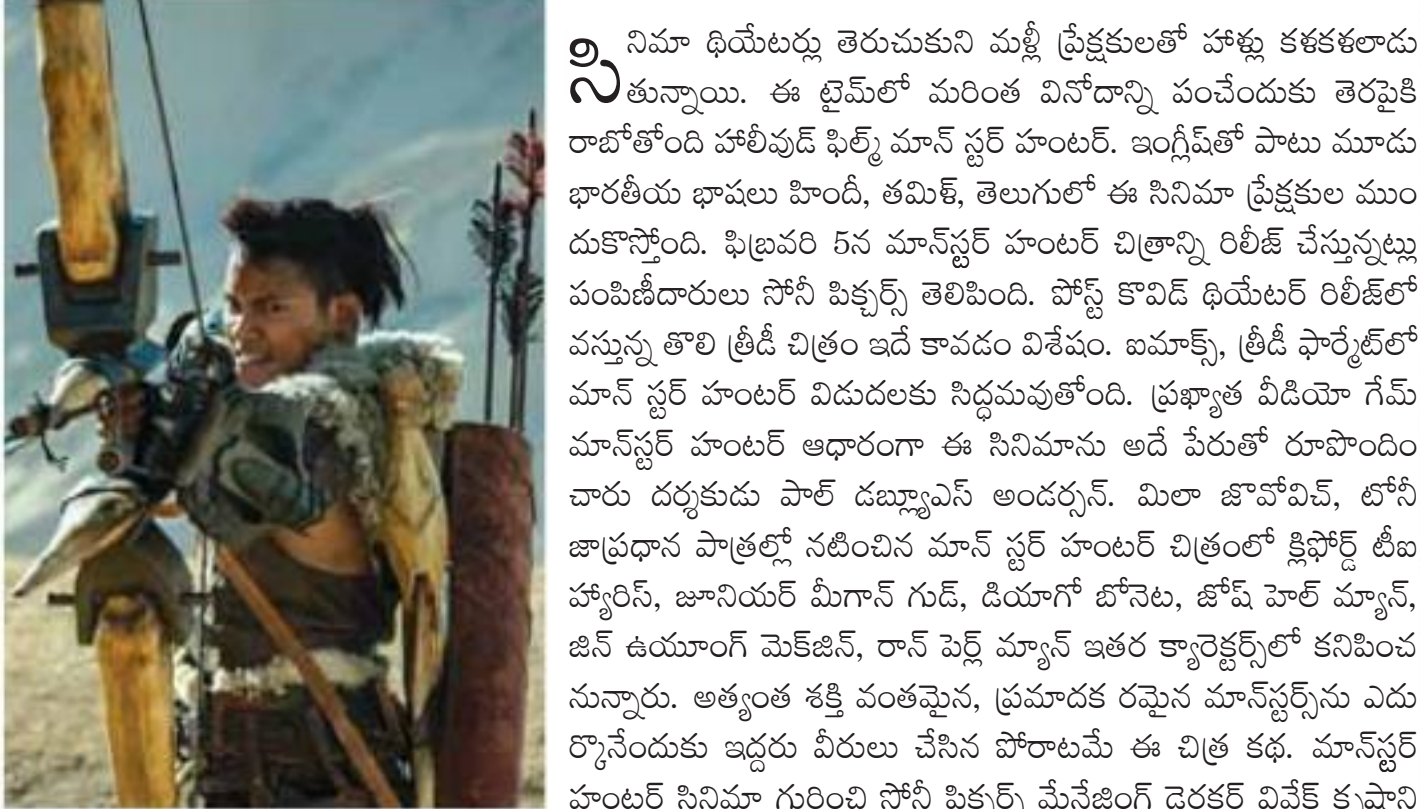 సినిమా థియేటర్లు తెరుచుకుని మళ్లీ ప్రేక్షకులతో హాళ్లు కళకళలాడు
తున్నాయి. ఈ టైమ్‌లో మరింత వినోదాన్ని పంచేందుకు తెరపైకి
రాబోతోంది హాలీవుడ్ ఫిల్మ్ మాన్ స్టర్ హంటర్. ఇంగ్లీష్‌తో పాటు మూడు
భారతీయ భాషలు హిందీ, తమిళ్, తెలుగులో ఈ సినిమా ప్రేక్షకుల ముం
దుకొస్తోంది. ఫిబ్రవరి 5న మాన్‌స్టర్ హంటర్ చిత్రాన్ని రిలీజ్ చేస్తున్నట్లు
పంపిణీదారులు సోనీ పిక్చర్స్ తెలిపింది. పోస్ట్ కొవిడ్ థియేటర్ రిలీజ్‌లో
వస్తున్న తొలి త్రీడీ చిత్రం ఇదే కావడం విశేషం. ఐమాక్స్, త్రీడీ ఫార్మేట్‌లో
మాన్ స్టర్ హంటర్ విడుదలకు సిద్ధమవుతోంది. ప్రఖ్యాత వీడియో గేమ్
మాన్‌స్టర్ హంటర్ ఆధారంగా ఈ సినిమాను అదే పేరుతో రూపొందిం
చారు దర్శకుడు పాల్ డబ్ల్యూఎస్ అండర్సన్. మిలా జొవోవిచ్, టోనీ
జాప్రధాన పాత్రల్లో నటించిన మాన్ స్టర్ హంటర్ చిత్రంలో క్లిఫోర్డ్ టీఐ
హ్యారిస్, జూనియర్ మీగాన్ గుడ్, డియాగో బోనెట, జోష్ హెల్ మ్యాన్,
జిన్ ఉయూంగ్ మెక్‌జిన్, రాన్ పెర్ల్ మ్యాన్ ఇతర క్యారెక్టర్స్‌లో కనిపించ
నున్నారు. అత్యంత శక్తి వంతమైన, ప్రమాదక రమైన మాన్‌స్టర్స్‌ను ఎదు
ర్కొనేందుకు ఇద్దరు వీరులు చేసిన పోరాటమే ఈ చిత్ర కథ. మాన్‌స్టర్
హంటర్ సినిమా గురించి సోనీ పిక్చర్స్ మేనేజింగ్ డైరెక్టర్ వివేక్ కృపానీ